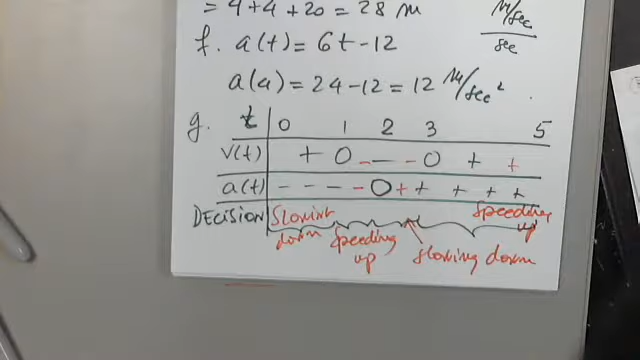 = 4+4+20 = 28 m
m/sec
sec
f. a(t) = 6t-12
a(4) = 24-12 = 12 m/sec²
g. t 0 1 2 3 5
v(t) + 0 - - - 0 + +
a(t) - - - - 0 + + + + +
DECISION Slowing down speeding up slowing down speeding up